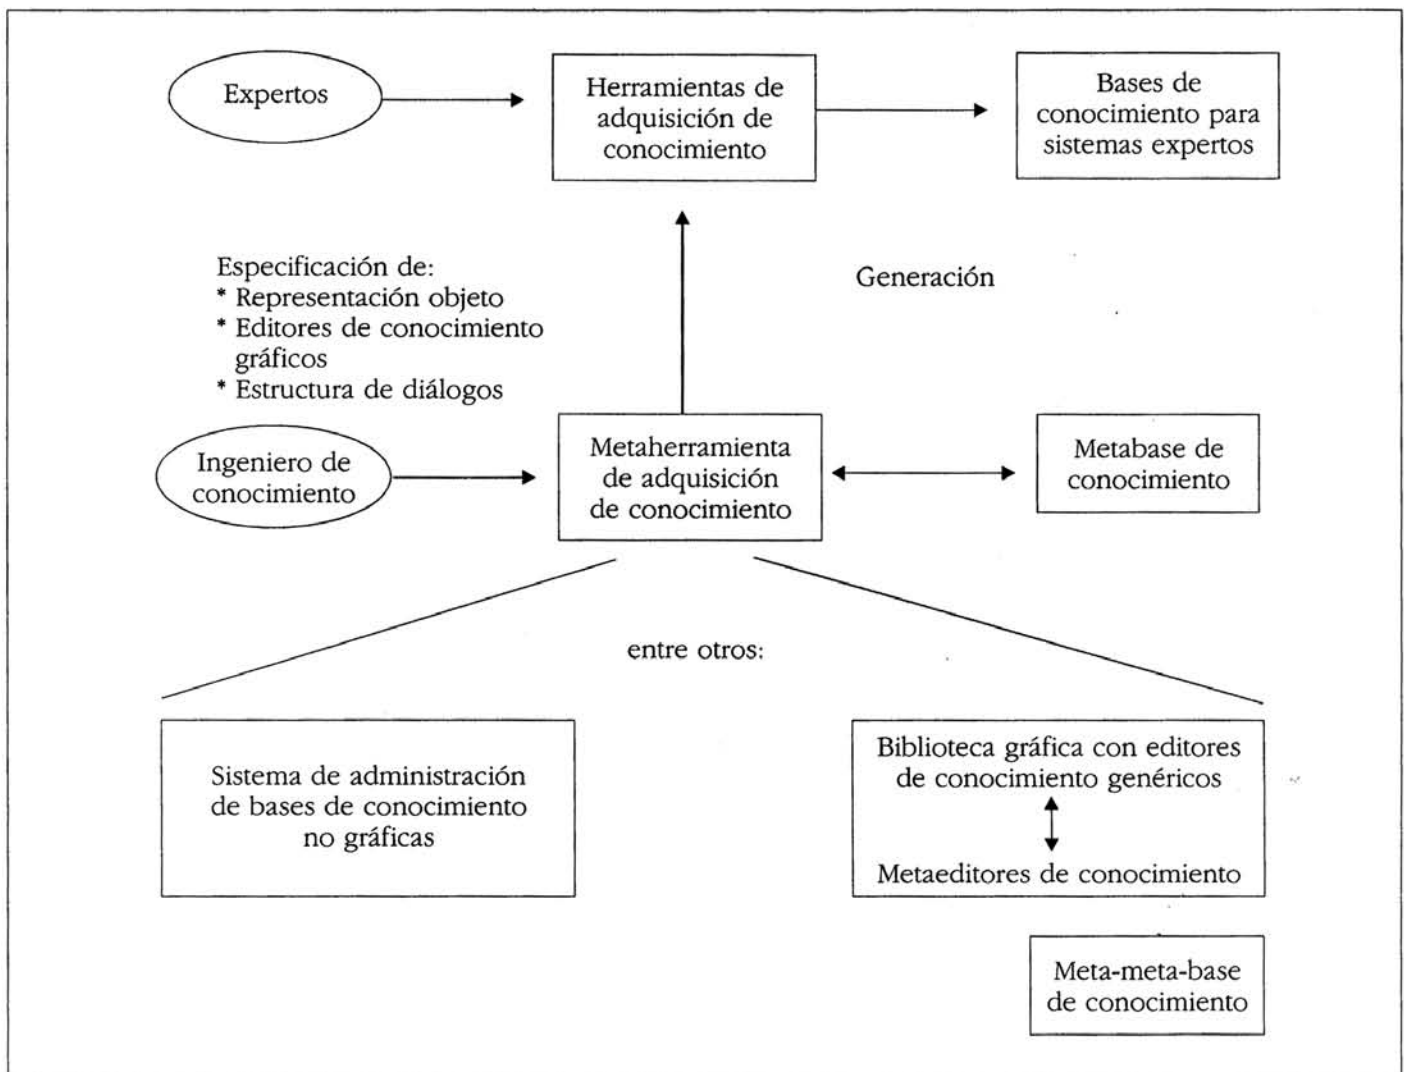 Expertos
Herramientas de
adquisición de
conocimiento
Bases de
conocimiento para
sistemas expertos
Especificación de:
* Representación objeto
* Editores de conocimiento
gráficos
* Estructura de diálogos
Generación
Ingeniero de
conocimiento
Metaherramienta
de adquisición
de conocimiento
Metabase de
conocimiento
entre otros:
Sistema de administración
de bases de conocimiento
no gráficas
Biblioteca gráfica con editores
de conocimiento genéricos
Metaeditores de conocimiento
Meta-meta-base
de conocimiento